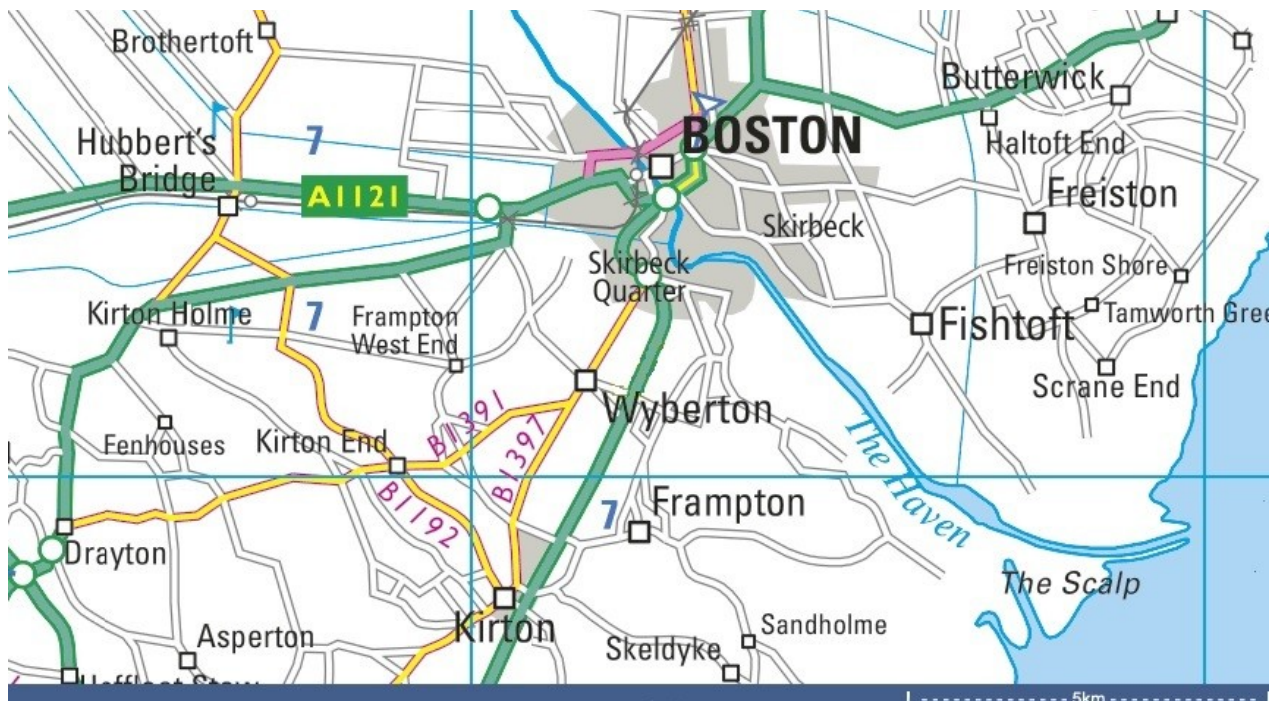 Brothertoft
Butterwick
Hubbert's
Bridge
7
BOSTON
Haltoft End
A1121
Freiston
Skirbeck
Skirbeck
Quarter
Freiston Shore
Kirton Holme
7
Frampton
West End
Fishtoft
Tamworth Gree
Scrane End
Wyberton
B1391
B1397
Fenhouses
Kirton End
The Haven
B1192
7
Frampton
Drayton
The Scalp
Asperton
Kirton
Sandholme
Skeldyke
5km